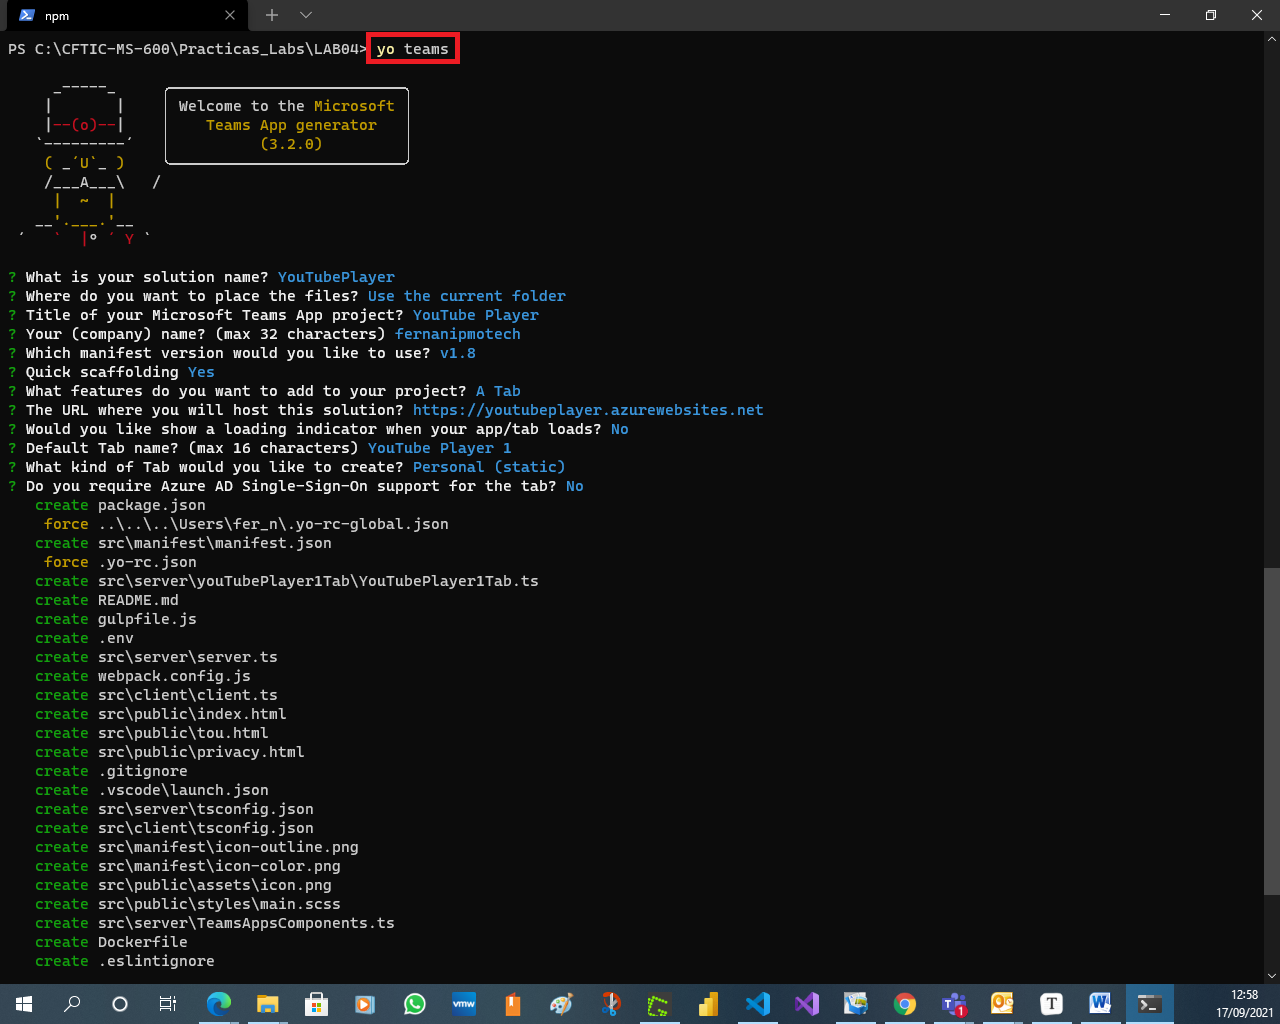 npm
PS C:\CFTIC-MS-600\Practicas_Labs\LAB04> yo teams
     _-----_
    |       |
    |--(o)--|
   `---------´
    ( _´U`_ )
    /___A___\   /
     |  ~  |
   __'.___.'__
 ´   `  |° ´ Y `
Welcome to the Microsoft
Teams App generator
(3.2.0)
? What is your solution name? YouTubePlayer
? Where do you want to place the files? Use the current folder
? Title of your Microsoft Teams App project? YouTube Player
? Your (company) name? (max 32 characters) fernanipmotech
? Which manifest version would you like to use? v1.8
? Quick scaffolding Yes
? What features do you want to add to your project? A Tab
? The URL where you will host this solution? https://youtubeplayer.azurewebsites.net
? Would you like show a loading indicator when your app/tab loads? No
? Default Tab name? (max 16 characters) YouTube Player 1
? What kind of Tab would you like to create? Personal (static)
? Do you require Azure AD Single-Sign-On support for the tab? No
create package.json
force ..\..\..\Users\fer_n\.yo-rc-global.json
create src\manifest\manifest.json
force .yo-rc.json
create src\server\youTubePlayer1Tab\YouTubePlayer1Tab.ts
create README.md
create gulpfile.js
create .env
create src\server\server.ts
create webpack.config.js
create src\client\client.ts
create src\public\index.html
create src\public\tou.html
create src\public\privacy.html
create .gitignore
create .vscode\launch.json
create src\server\tsconfig.json
create src\client\tsconfig.json
create src\manifest\icon-outline.png
create src\manifest\icon-color.png
create src\public\assets\icon.png
create src\public\styles\main.scss
create src\server\TeamsAppsComponents.ts
create Dockerfile
create .eslintignore
vmw
1
T
12:58
17/09/2021